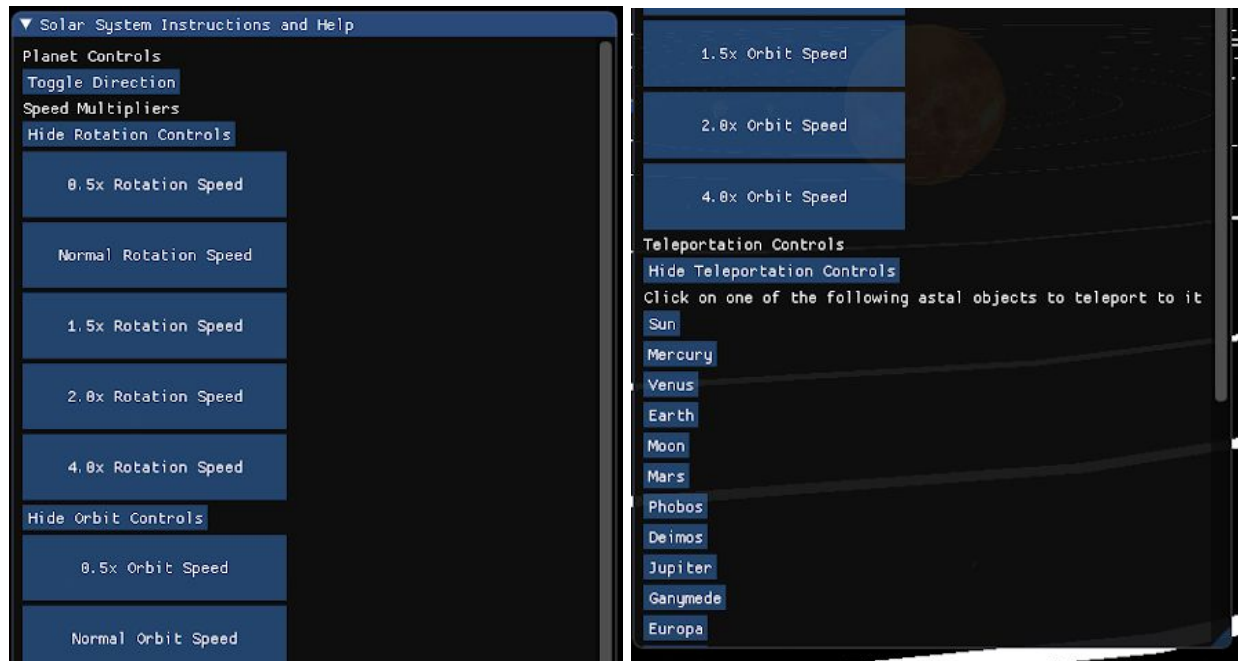 Solar System Instructions and Help
Planet Controls
Toggle Direction
Speed Multipliers
Hide Rotation Controls
0.5x Rotation Speed
Normal Rotation Speed
1.5x Rotation Speed
2.0x Rotation Speed
4.0x Rotation Speed
Hide Orbit Controls
0.5x Orbit Speed
Normal Orbit Speed
1.5x Orbit Speed
2.0x Orbit Speed
4.0x Orbit Speed
Teleportation Controls
Hide Teleportation Controls
Click on one of the following astal objects to teleport to it
Sun
Mercury
Venus
Earth
Moon
Mars
Phobos
Deimos
Jupiter
Ganymede
Europa